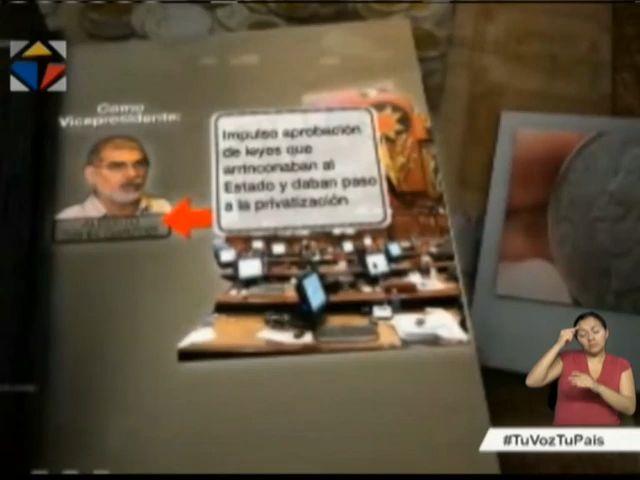 Como
Vicepresidente:
Impulso aprobación
de leyes que
arrinconaban al
Estado y daban paso
a la privatización
#TuVozTuPais